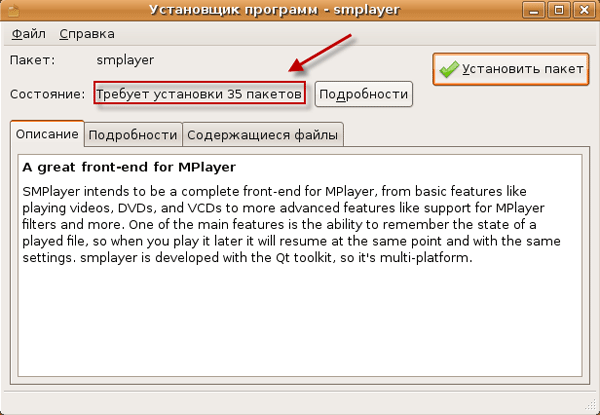 Установщик программ - smplayer
Файл Справка
Пакет: smplayer
Установить пакет
Состояние: Требует установки 35 пакетов Подробности
Описание Подробности Содержащиеся файлы
A great front-end for MPlayer
SMPlayer intends to be a complete front-end for MPlayer, from basic features like
playing videos, DVDs, and VCDs to more advanced features like support for MPlayer
filters and more. One of the main features is the ability to remember the state of a
played file, so when you play it later it will resume at the same point and with the same
settings. smplayer is developed with the Qt toolkit, so it's multi-platform.